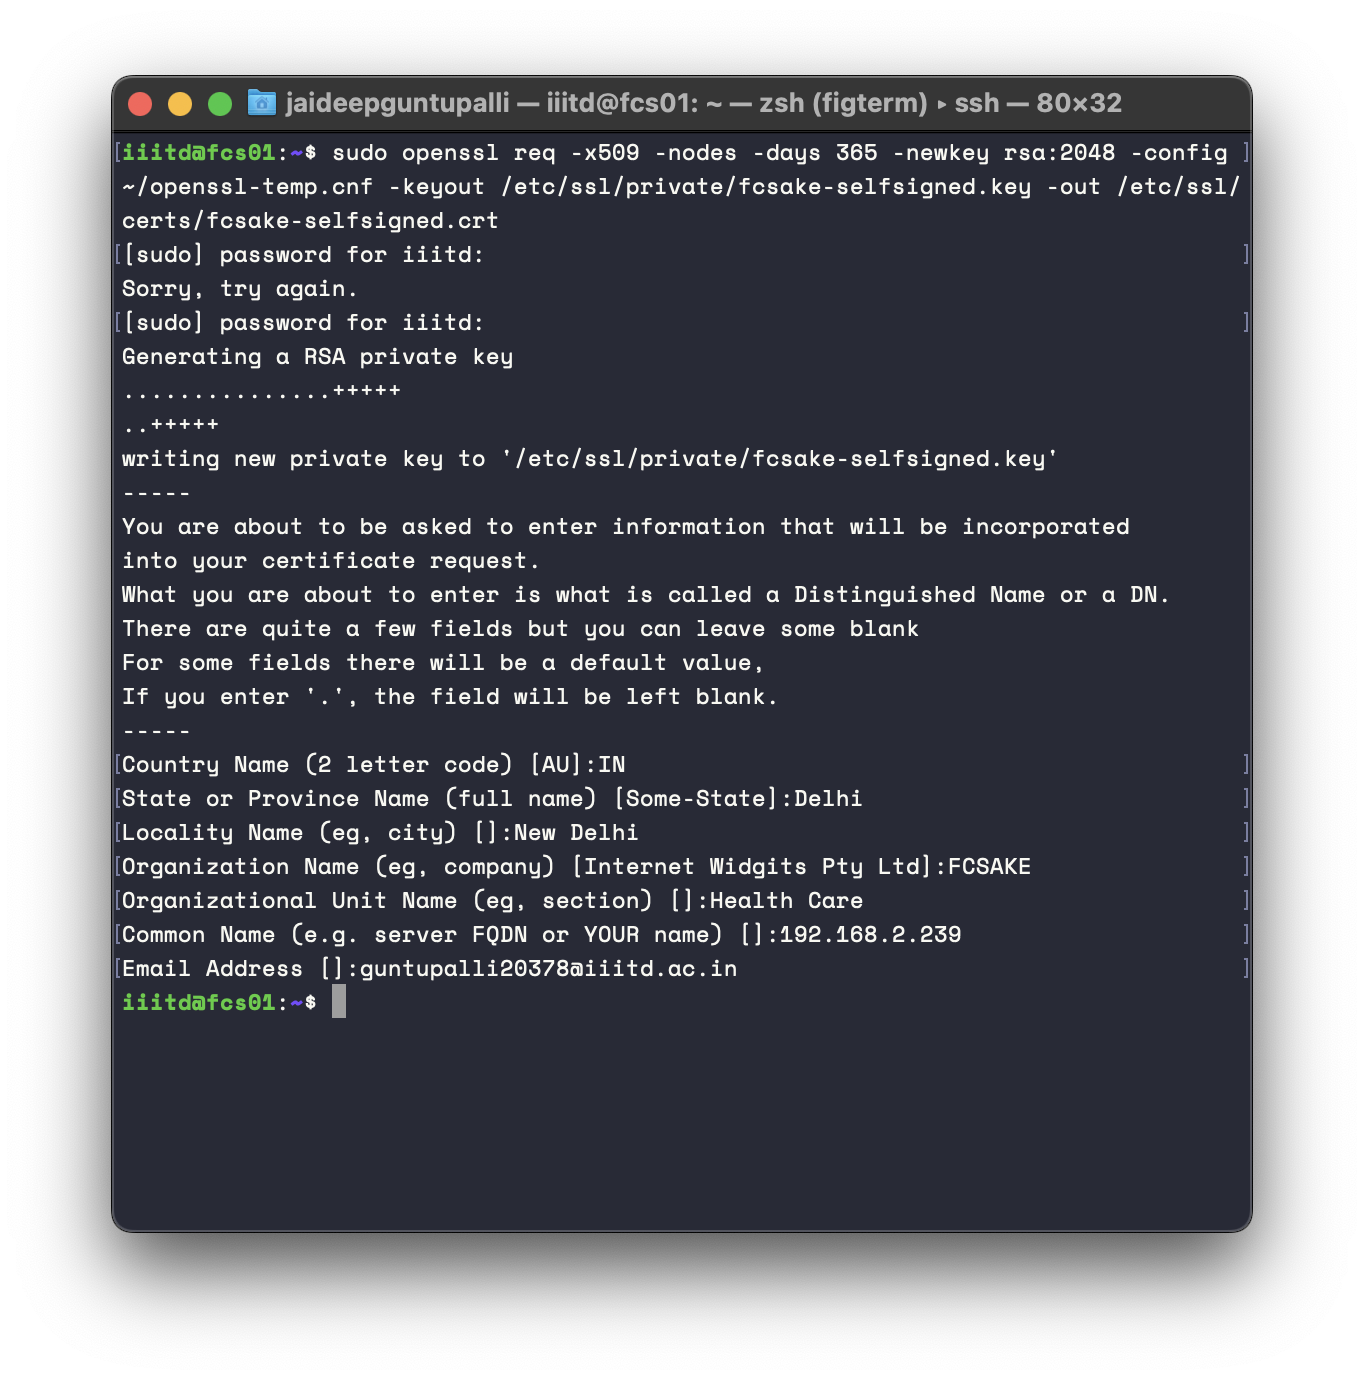 jaideepguntupalli — iiitd@fcs01: ~ — zsh (figterm) ▸ ssh — 80×32
[iiitd@fcs01:~$ sudo openssl req -x509 -nodes -days 365 -newkey rsa:2048 -config ]
~/openssl-temp.cnf -keyout /etc/ssl/private/fcsake-selfsigned.key -out /etc/ssl/
certs/fcsake-selfsigned.crt
[[sudo] password for iiitd: ]
Sorry, try again.
[[sudo] password for iiitd: ]
Generating a RSA private key
...............+++++
..+++++
writing new private key to '/etc/ssl/private/fcsake-selfsigned.key'
-----
You are about to be asked to enter information that will be incorporated
into your certificate request.
What you are about to enter is what is called a Distinguished Name or a DN.
There are quite a few fields but you can leave some blank
For some fields there will be a default value,
If you enter '.', the field will be left blank.
-----
[Country Name (2 letter code) [AU]:IN ]
[State or Province Name (full name) [Some-State]:Delhi ]
[Locality Name (eg, city) []:New Delhi ]
[Organization Name (eg, company) [Internet Widgits Pty Ltd]:FCSAKE ]
[Organizational Unit Name (eg, section) []:Health Care ]
[Common Name (e.g. server FQDN or YOUR name) []:192.168.2.239 ]
[Email Address []:guntupalli20378@iiitd.ac.in ]
iiitd@fcs01:~$